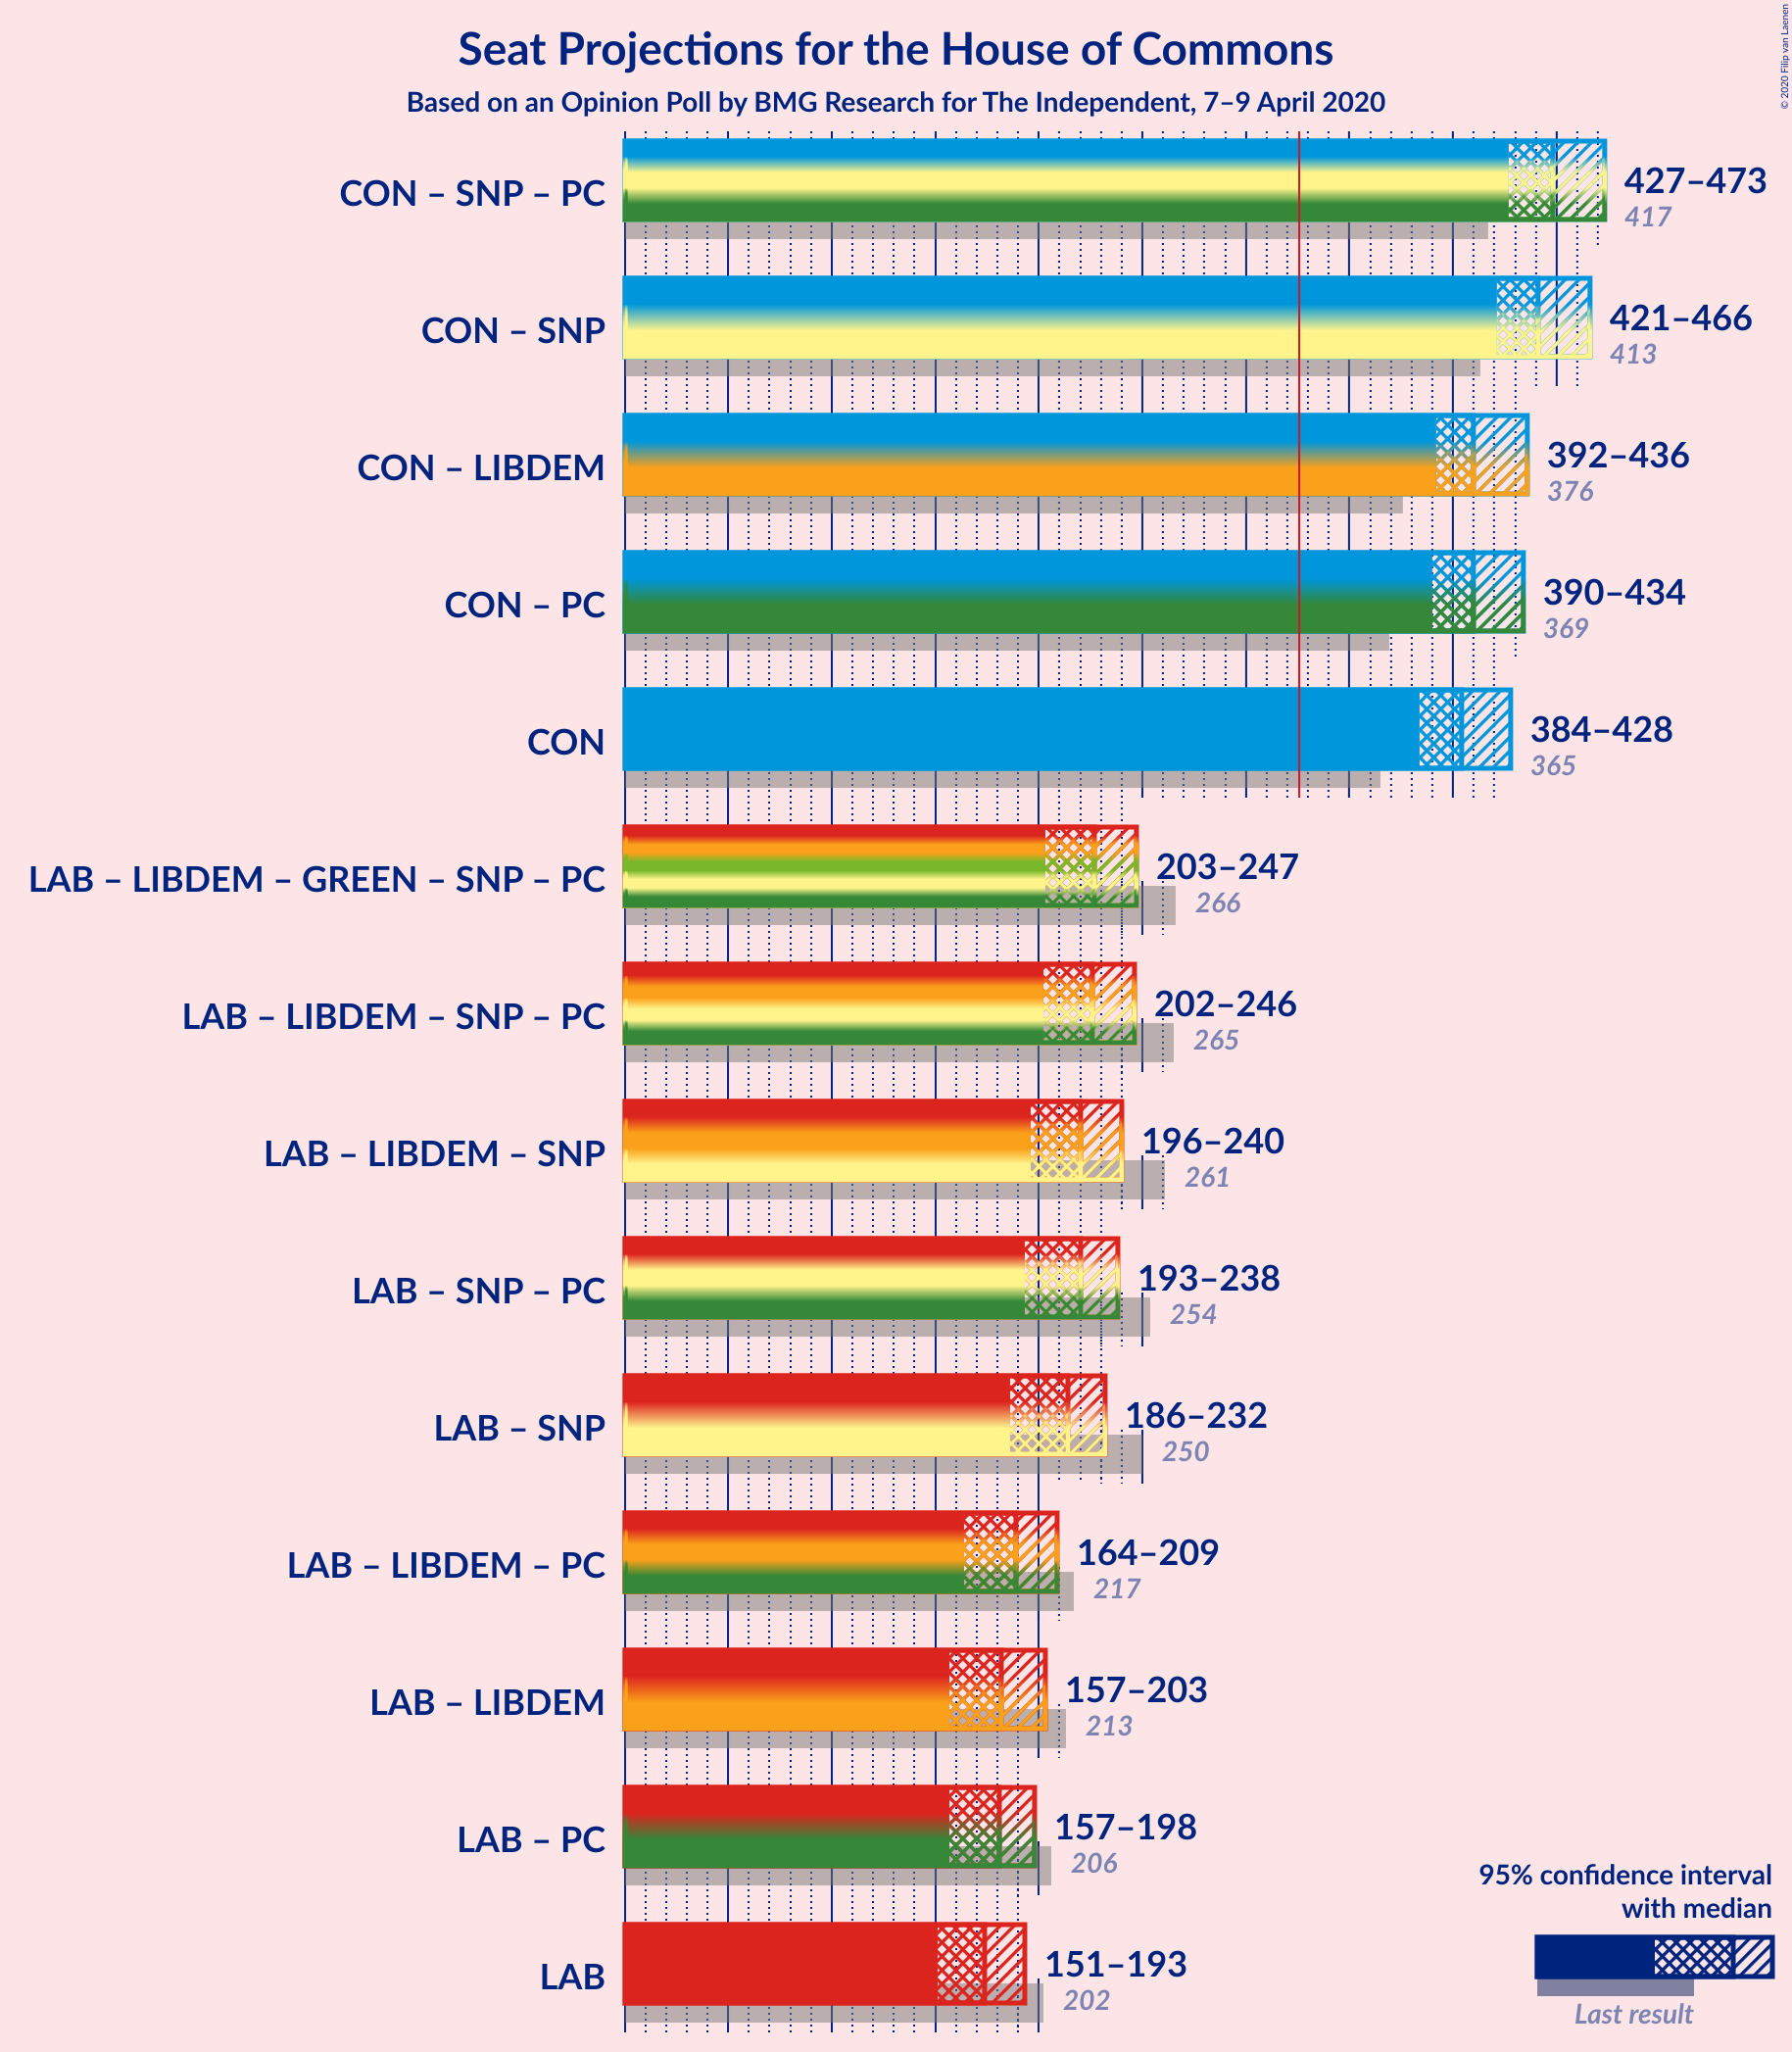 Seat Projections for the House of Commons
Based on an Opinion Poll by BMG Research for The Independent, 7–9 April 2020
© 2020 Filip van Laenen
CON – SNP – PC
427–473
417
CON – SNP
421–466
413
CON – LIBDEM
392–436
376
CON – PC
390–434
369
CON
384–428
365
LAB – LIBDEM – GREEN – SNP – PC
203–247
266
LAB – LIBDEM – SNP – PC
202–246
265
LAB – LIBDEM – SNP
196–240
261
LAB – SNP – PC
193–238
254
LAB – SNP
186–232
250
LAB – LIBDEM – PC
164–209
217
LAB – LIBDEM
157–203
213
LAB – PC
157–198
206
LAB
151–193
202
95% confidence interval
with median
Last result